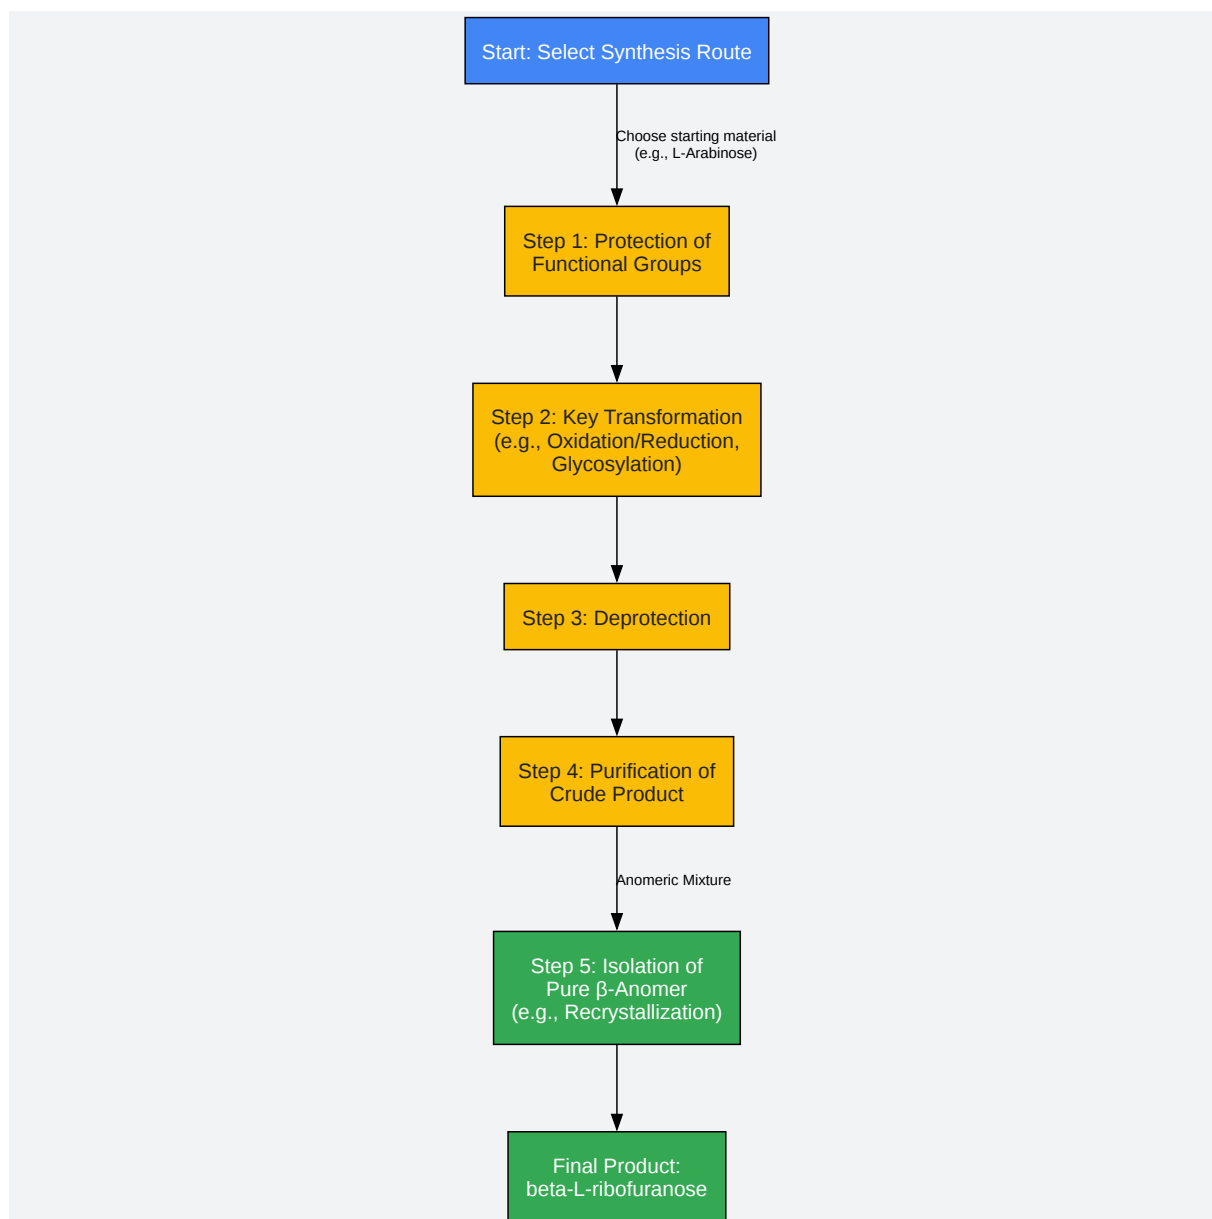 Start: Select Synthesis Route
Choose starting material
(e.g., L-Arabinose)
Step 1: Protection of
Functional Groups
Step 2: Key Transformation
(e.g., Oxidation/Reduction,
Glycosylation)
Step 3: Deprotection
Step 4: Purification of
Crude Product
Anomeric Mixture
Step 5: Isolation of
Pure β-Anomer
(e.g., Recrystallization)
Final Product:
beta-L-ribofuranose